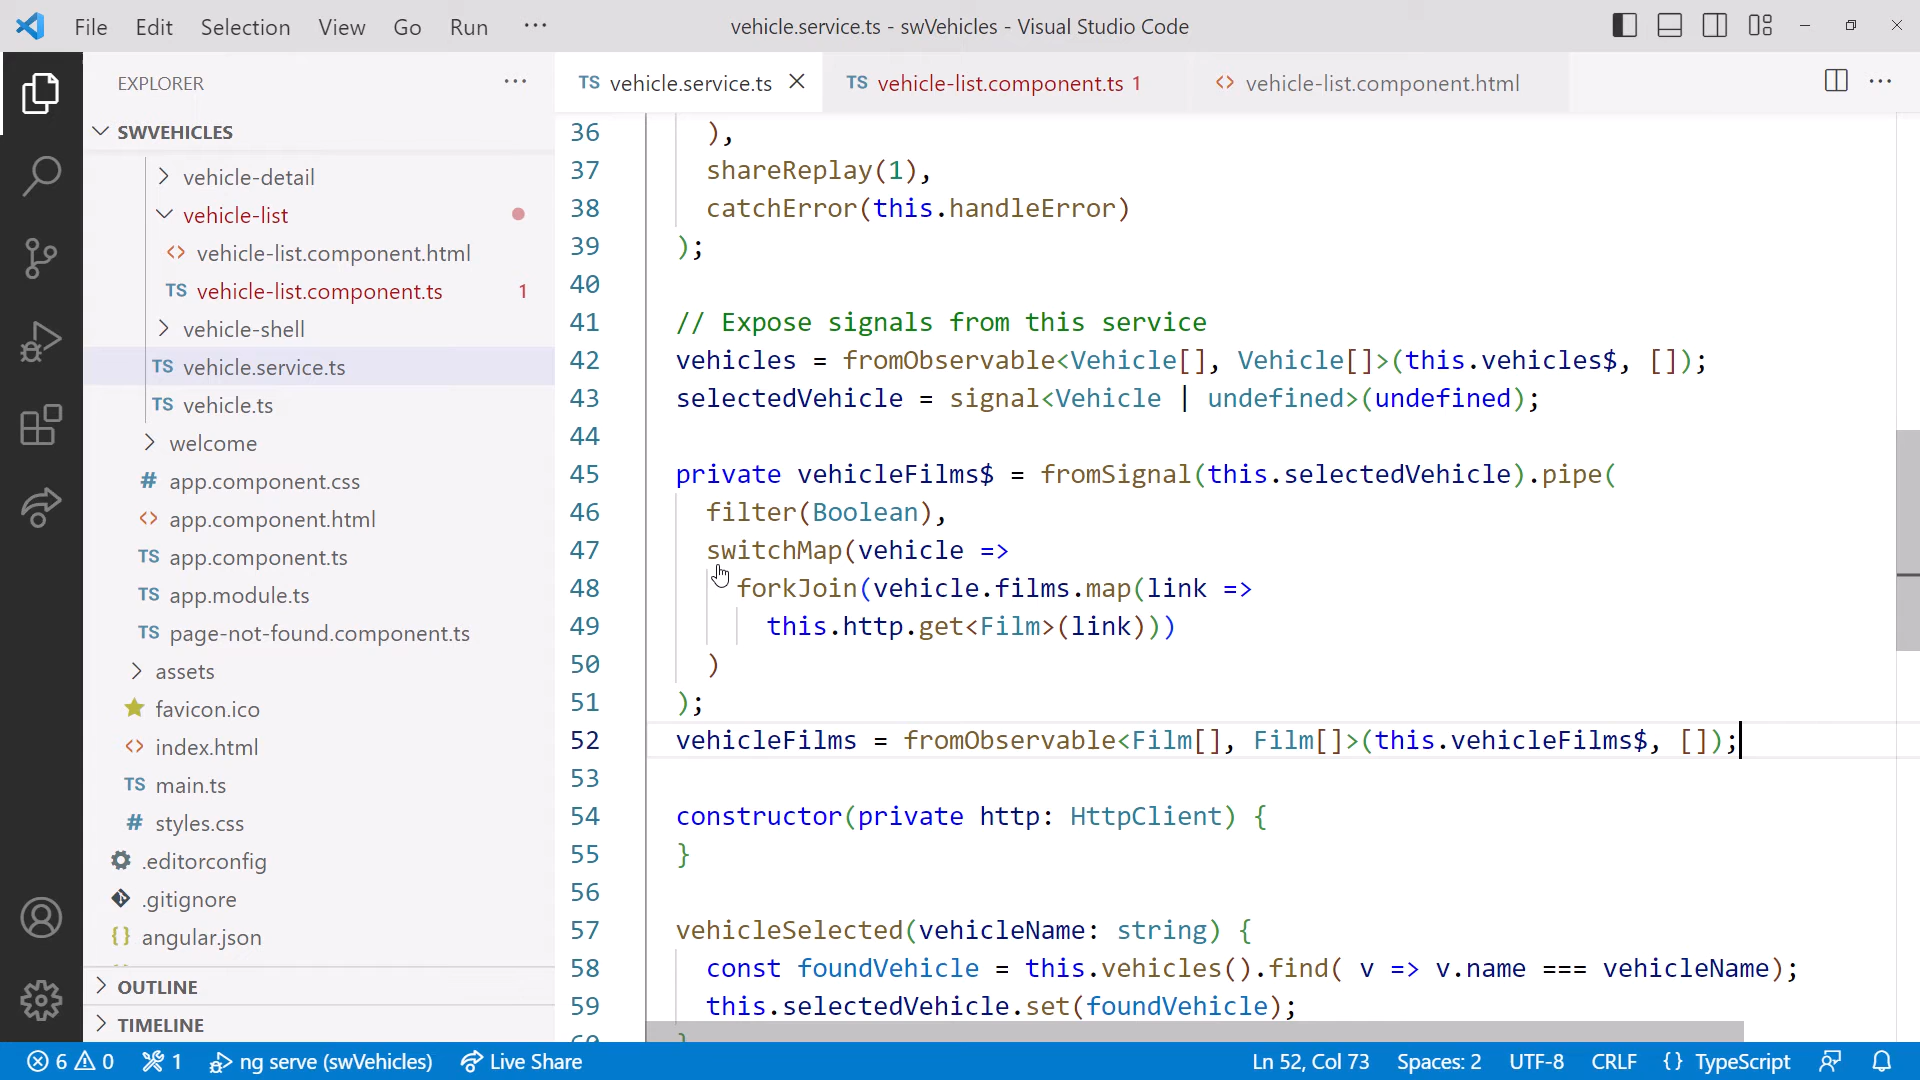 File Edit Selection View Go Run ···
vehicle.service.ts - swVehicles - Visual Studio Code
EXPLORER ···
SWVEHICLES
vehicle-detail
vehicle-list
<> vehicle-list.component.html
TS vehicle-list.component.ts 1
vehicle-shell
TS vehicle.service.ts
TS vehicle.ts
welcome
# app.component.css
<> app.component.html
TS app.component.ts
TS app.module.ts
TS page-not-found.component.ts
assets
favicon.ico
<> index.html
TS main.ts
# styles.css
.editorconfig
.gitignore
{} angular.json
OUTLINE
TIMELINE
TS vehicle.service.ts
TS vehicle-list.component.ts 1
<> vehicle-list.component.html
36 ),
37 shareReplay(1),
38 catchError(this.handleError)
39 );
40
41 // Expose signals from this service
42 vehicles = fromObservable<Vehicle[], Vehicle[]>(this.vehicles$, []);
43 selectedVehicle = signal<Vehicle | undefined>(undefined);
44
45 private vehicleFilms$ = fromSignal(this.selectedVehicle).pipe(
46 filter(Boolean),
47 switchMap(vehicle =>
48 forkJoin(vehicle.films.map(link =>
49 this.http.get<Film>(link)))
50 )
51 );
52 vehicleFilms = fromObservable<Film[], Film[]>(this.vehicleFilms$, []);
53
54 constructor(private http: HttpClient) {
55 }
56
57 vehicleSelected(vehicleName: string) {
58 const foundVehicle = this.vehicles().find( v => v.name === vehicleName);
59 this.selectedVehicle.set(foundVehicle);
60 }
6 0 1 ng serve (swVehicles) Live Share
Ln 52, Col 73 Spaces: 2 UTF-8 CRLF {} TypeScript